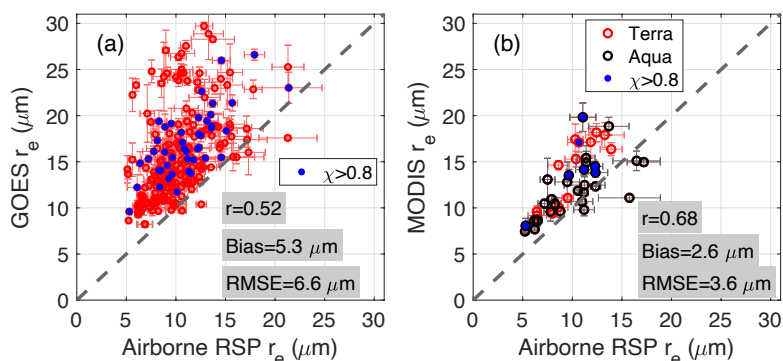 (a)
GOES r_e (μm)
30
25
20
15
10
5
0
χ>0.8
r=0.52
Bias=5.3 μm
RMSE=6.6 μm
0 5 10 15 20 25 30
Airborne RSP r_e (μm)
(b)
MODIS r_e (μm)
30
25
20
15
10
5
0
Terra
Aqua
χ>0.8
r=0.68
Bias=2.6 μm
RMSE=3.6 μm
0 5 10 15 20 25 30
Airborne RSP r_e (μm)